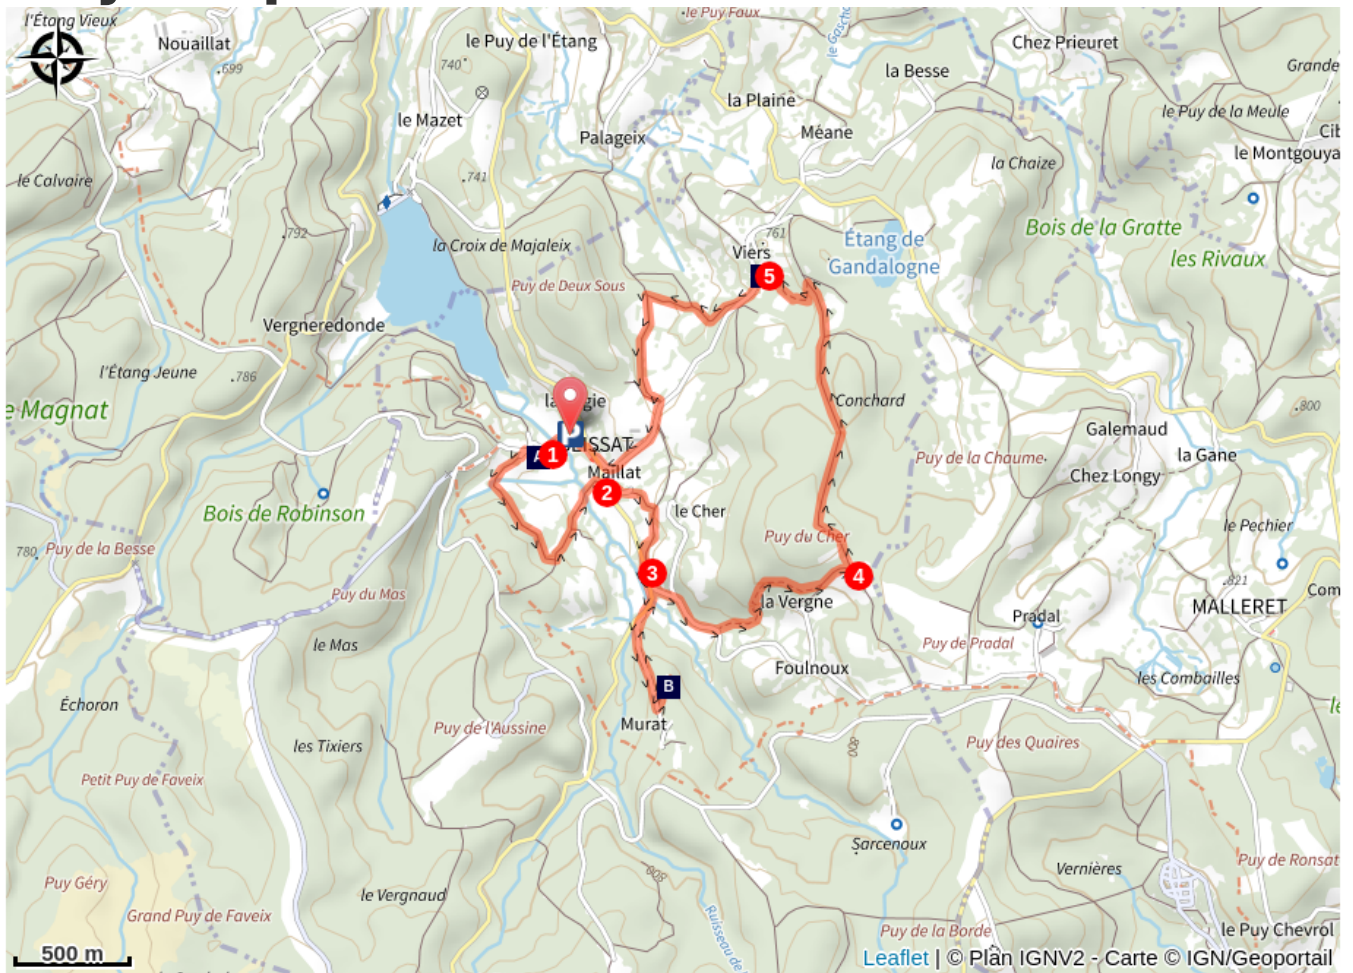 l'Étang Vieux
le Puy Faux
Nouaillat
le Puy de l'Étang
Chez Prieuret
740
.699
la Besse
Grande
la Plaine
le Puy de la Meule
le Mazet
Méane
Palageix
Cib
le Montgouya
la Chaize
le Calvaire
.741
.792
761
Bois de la Gratte
la Croix de Majaleix
Viers
Étang de
Gandalogne
les Rivaux
5
Puy de Deux Sous
Vergneredonde
l'Étang Jeune
.786
e Magnat
Conchard
.800
Galemaud
1
Maillat
la Gane
Puy de la Chaume
Chez Longy
2
Bois de Robinson
le Cher
le Pechier
Puy du Cher
780
Puy de la Besse
3
4
.821
Puy du Mas
la Vergne
Com
MALLERET
Pradal
le Mas
Puy de Pradal
Foulnoux
les Combailles
B
Échoron
Murat
Puy de l'Aussine
les Tixiers
808
Puy des Quaires
Petit Puy de Faveix
Sarcenoux
Puy de Ronsat
Vernières
808
Puy Géry
le Vergnaud
Grand Puy de Faveix
Ruisseau de
Puy de la Borde
le Puy Chevrol
500 m
Leaflet | © Plan IGNV2 - Carte © IGN/Geoportail